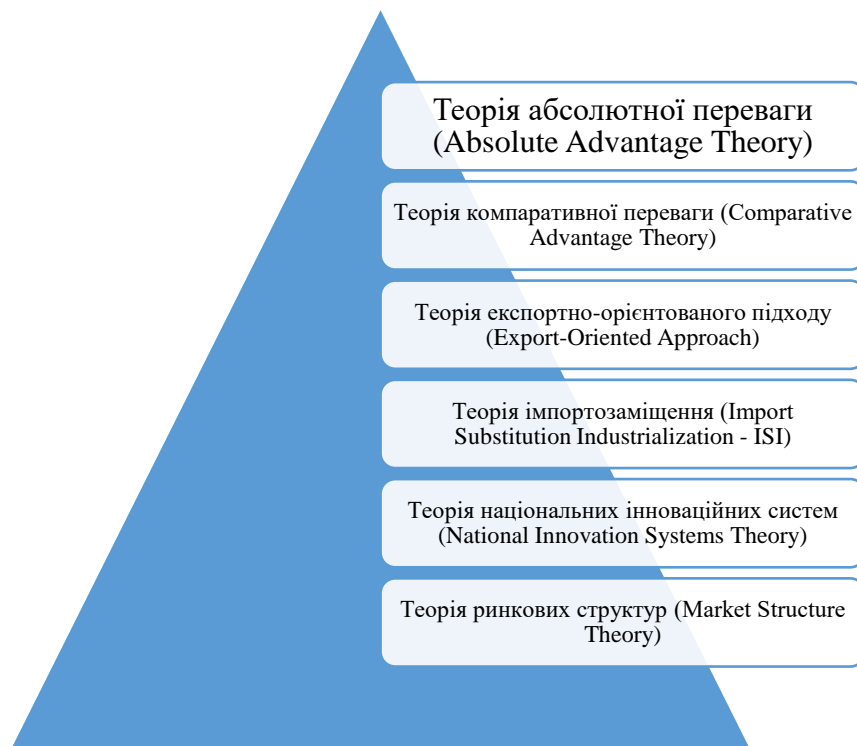 Теорія абсолютної переваги
(Absolute Advantage Theory)
Теорія компаративної переваги (Comparative
Advantage Theory)
Теорія експортно-орієнтованого підходу
(Export-Oriented Approach)
Теорія імпортозаміщення (Import
Substitution Industrialization - ISI)
Теорія національних інноваційних систем
(National Innovation Systems Theory)
Теорія ринкових структур (Market Structure
Theory)